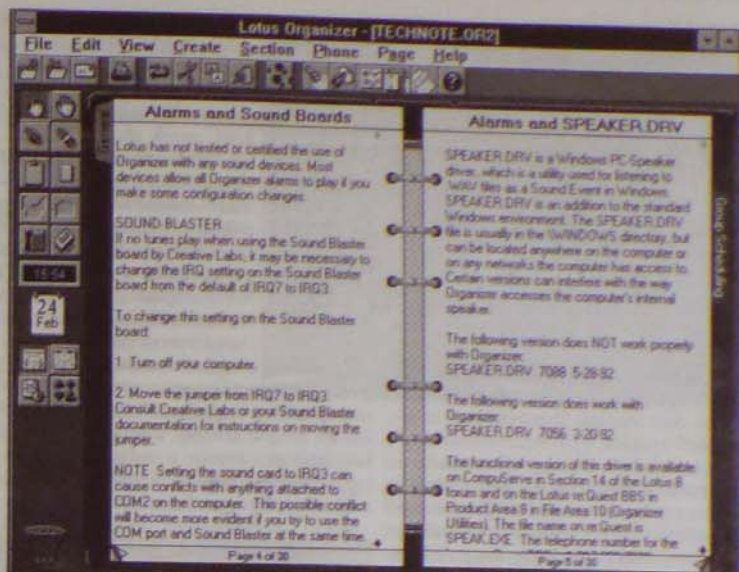 Lotus Organizer - [TECHNOTE.OR2]
File Edit View Create Section Phone Page Help
16:54
24
Feb
Alarms and Sound Boards
Lotus has not tested or certified the use of
Organizer with any sound devices. Most
devices allow all Organizer alarms to play if you
make some configuration changes.
SOUND BLASTER
If no tunes play when using the Sound Blaster
board by Creative Labs, it may be necessary to
change the IRQ setting on the Sound Blaster
board from the default of IRQ7 to IRQ3.
To change this setting on the Sound Blaster
board:
1. Turn off your computer.
2. Move the jumper from IRQ7 to IRQ3.
Consult Creative Labs or your Sound Blaster
documentation for instructions on moving the
jumper.
NOTE Setting the sound card to IRQ3 can
cause conflicts with anything attached to
COM2 on the computer. This possible conflict
will become more evident if you try to use the
COM port and Sound Blaster at the same time.
Page 4 of 30
Alarms and SPEAKER.DRV
SPEAKER.DRV is a Windows PC-Speaker
driver, which is a utility used for listening to
.WAV files as a Sound Event in Windows.
SPEAKER.DRV is an addition to the standard
Windows environment. The SPEAKER.DRV
file is usually in the \WINDOWS directory, but
can be located anywhere on the computer or
on any networks the computer has access to.
Certain versions can interfere with the way
Organizer accesses the computer's internal
speaker.
The following version does NOT work properly
with Organizer:
SPEAKER.DRV 7088 5-28-92
The following version does work with
Organizer:
SPEAKER.DRV 7056 3-20-92
The functional version of this driver is available
on CompuServe in Section 14 of the Lotus B
forum and on the Lotus re:Quest BBS in
Product Area 8 in File Area 10 (Organizer
Utilities). The file name on re:Quest is
SPEAK.EXE. The telephone number for the
Page 5 of 30
Group Scheduling